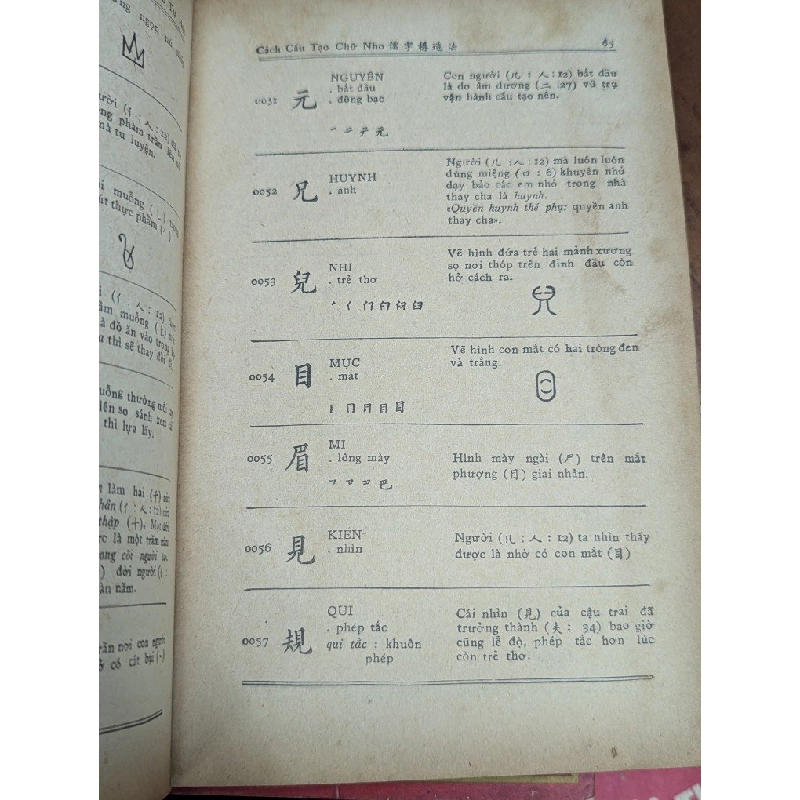 Cách Cấu Tạo Chữ Nho 儒字構造法 65
0051 元 NGUYÊN
. bắt đầu
. đồng bạc
Con người (儿 : 人 : 12) bắt đầu
là do âm dương (二 : 27) vũ trụ
vận hành cấu tạo nên.
0052 兄 HUYNH
. anh
Người (儿 : 人 : 12) mà luôn luôn
dùng miệng (口 : 6) khuyên nhỏ
dạy bảo các em nhỏ trong nhà
thay cha là huynh.
«Quyền huynh thế phụ: quyền anh
thay cha».
0053 兒 NHI
. trẻ thơ
Vẽ hình đứa trẻ hai mảnh xương
sọ nơi thóp trên đỉnh đầu còn
hở cách ra.
0054 目 MỤC
. mắt
Vẽ hình con mắt có hai tròng đen
và trắng.
0055 眉 MI
. lông mày
Hình mày ngài (尸) trên mắt
phượng (目) giai nhân.
0056 見 KIẾN
. nhìn
Người (儿 : 人 : 12) ta nhìn thấy
được là nhờ có con mắt (目)
0057 規 QUI
. phép tắc
qui tắc : khuôn
phép
Cái nhìn (見) của cậu trai đã
trưởng thành (夫 : 34) bao giờ
cũng lễ độ, phép tắc hơn lúc
còn trẻ thơ.